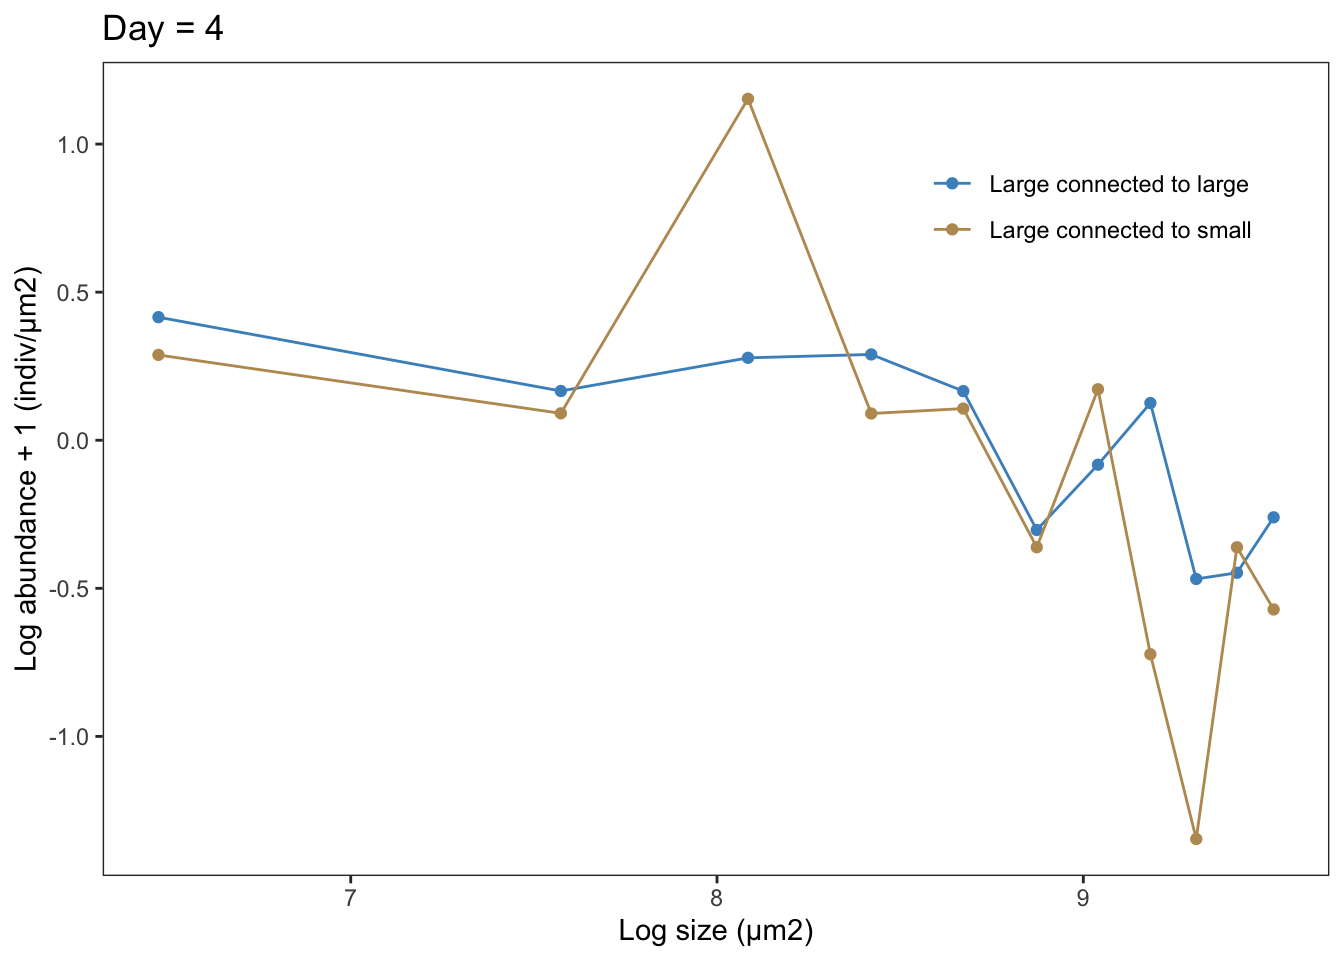 Day = 4
Log abundance + 1 (indiv/µm2)
1.0
0.5
0.0
-0.5
-1.0
Large connected to large
Large connected to small
7
8
9
Log size (µm2)